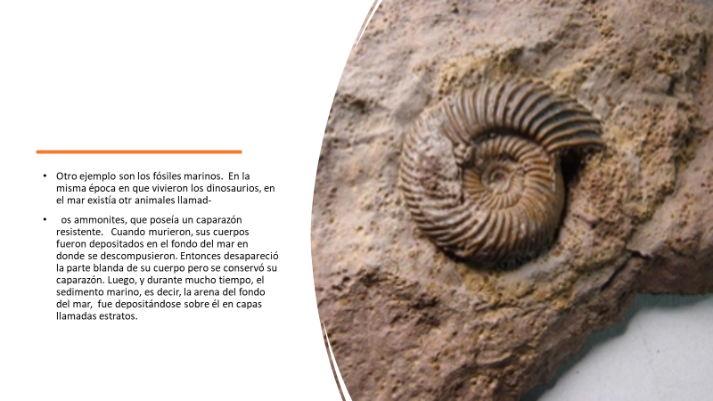 • Otro ejemplo son los fósiles marinos.  En la
misma época en que vivieron los dinosaurios, en
el mar existía otr animales llamad-
•  os ammonites, que poseía un caparazón
resistente.   Cuando murieron, sus cuerpos
fueron depositados en el fondo del mar en
donde se descompusieron. Entonces desapareció
la parte blanda de su cuerpo pero se conservó su
caparazón. Luego, y durante mucho tiempo, el
sedimento marino, es decir, la arena del fondo
del mar,  fue depositándose sobre él en capas
llamadas estratos.